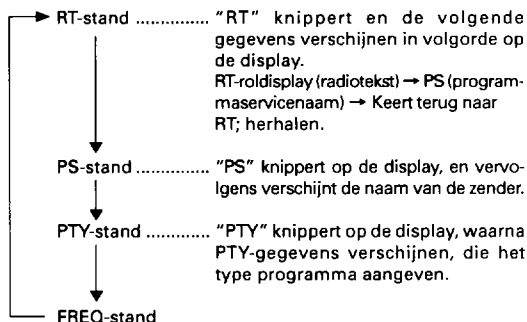 RT-stand .............. "RT" knippert en de volgende
gegevens verschijnen in volgorde op
de display.
RT-roldisplay (radiotekst) → PS (program-
maservicenaam) → Keert terug naar
RT; herhalen.
PS-stand .............. "PS" knippert op de display, en vervo-
lgens verschijnt de naam van de zender.
PTY-stand ............ "PTY" knippert op de display, waarna
PTY-gegevens verschijnen, die het
type programma aangeven.
FREQ-stand